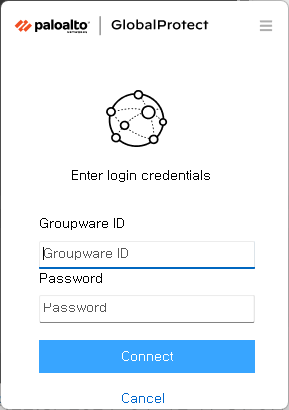 paloalto | GlobalProtect
NETWORKS
Enter login credentials
Groupware ID
Groupware ID
Password
Password
Connect
Cancel